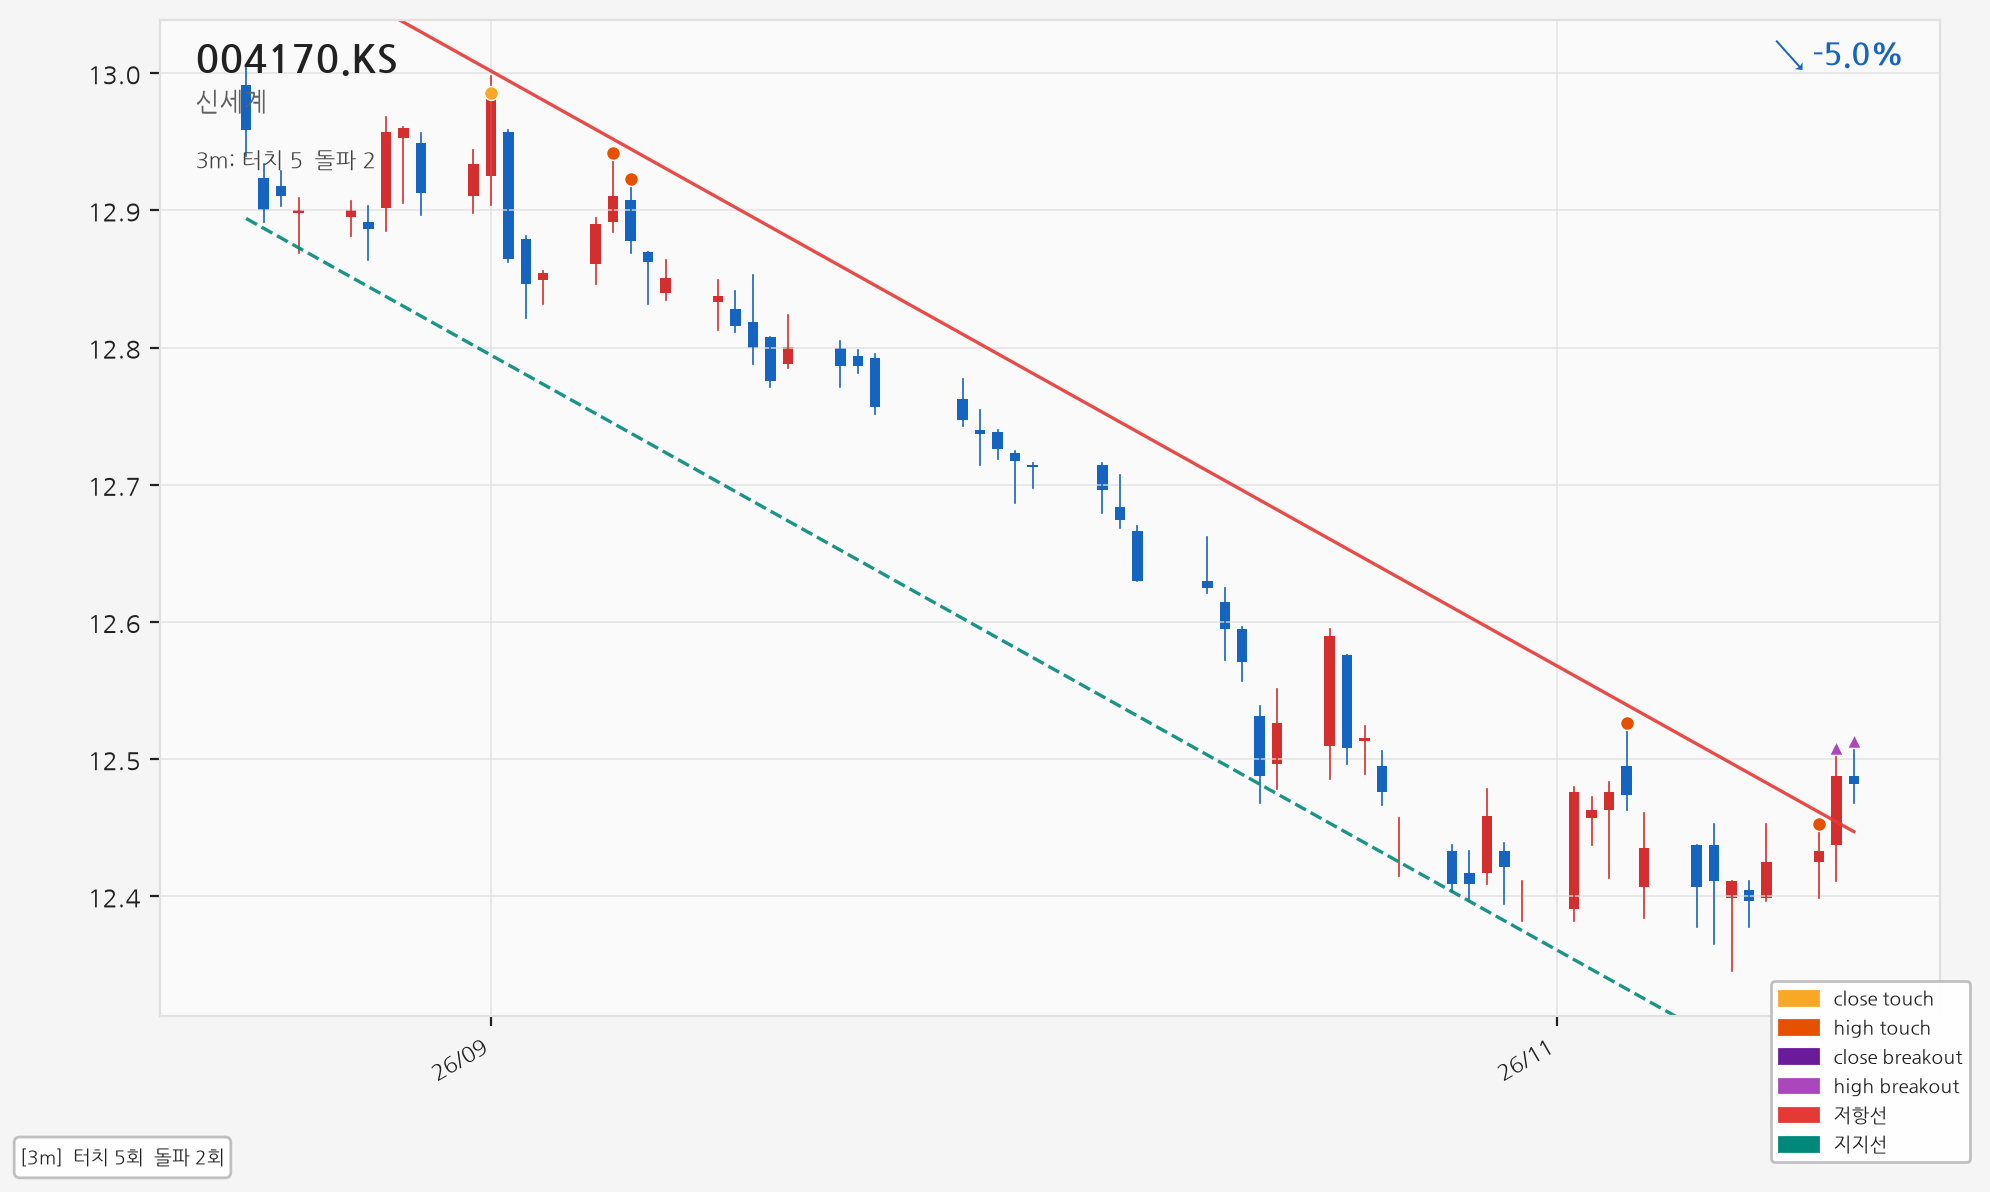 004170.KS
신세계
3m: 터치 5 돌파 2
-5.0%
13.0
12.9
12.8
12.7
12.6
12.5
12.4
26/09
26/11
close touch
high touch
close breakout
high breakout
저항선
지지선
[3m] 터치 5회 돌파 2회